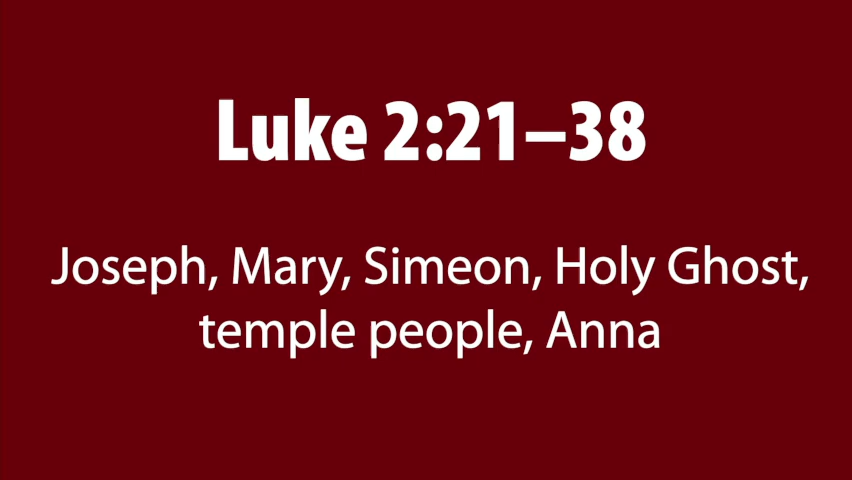 Luke 2:21–38
Joseph, Mary, Simeon, Holy Ghost,
temple people, Anna